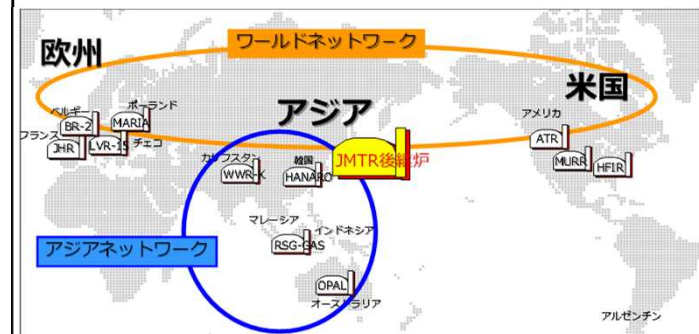 ワールドネットワーク
欧州
米国
アジア
ポーランド
ベルギー
MARIA
BR-2
フランス
JHR
LVR-15
チェコ
アメリカ
ATR
MURR
HFIR
JMTR後継炉
カザフスタン
WWR-K
韓国
HANARO
マレーシア
インドネシア
RSG-GAS
アジアネットワーク
OPAL
オーストラリア
アルゼンチン